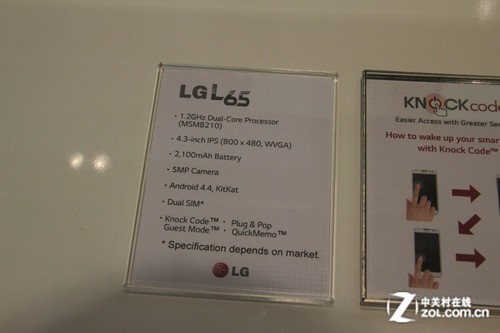 LG L65
• 1.2GHz Dual-Core Processor
(MSM8210)
• 4.3-inch IPS (800 x 480, WVGA)
• 2,100mAh Battery
• 5MP Camera
• Android 4.4, KitKat
• Dual SIM*
• Knock Code™ • Plug & Pop
Guest Mode™ • QuickMemo™
* Specification depends on market.
LG
KNOCK code
Easier Access with Greater
How to wake up your
with Knock Code™
中关村在线
ZOL.COM.CN